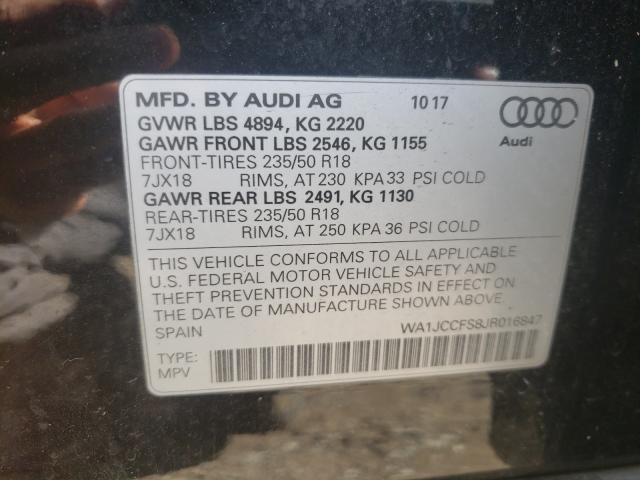 MFD. BY AUDI AG 10 17
GVWR LBS 4894, KG 2220
GAWR FRONT LBS 2546, KG 1155
FRONT-TIRES 235/50 R18
7JX18 RIMS, AT 230 KPA 33 PSI COLD
GAWR REAR LBS 2491, KG 1130
REAR-TIRES 235/50 R18
7JX18 RIMS, AT 250 KPA 36 PSI COLD
Audi
THIS VEHICLE CONFORMS TO ALL APPLICABLE
U.S. FEDERAL MOTOR VEHICLE SAFETY AND
THEFT PREVENTION STANDARDS IN EFFECT ON
THE DATE OF MANUFACTURE SHOWN ABOVE.
SPAIN WA1JCCFS8JR016847
TYPE:
MPV